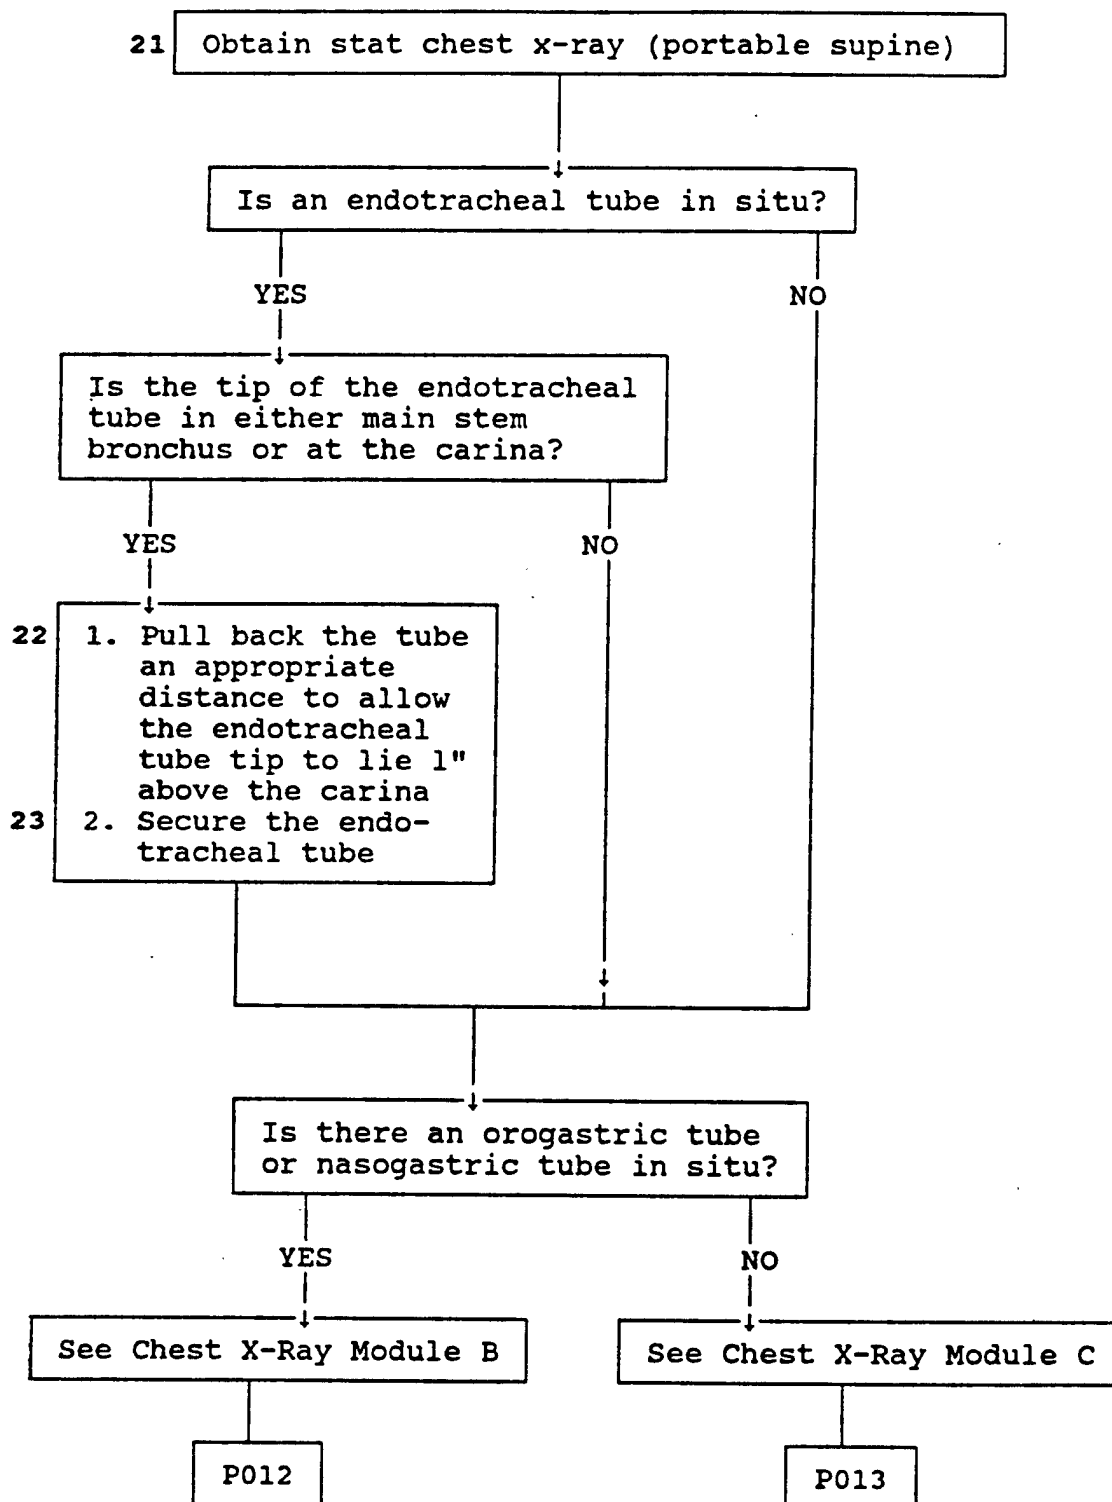 21 Obtain stat chest x-ray (portable supine)
Is an endotracheal tube in situ?
YES NO
Is the tip of the endotracheal
tube in either main stem
bronchus or at the carina?
YES NO
22 1. Pull back the tube
an appropriate
distance to allow
the endotracheal
tube tip to lie 1"
above the carina
23 2. Secure the endo-
tracheal tube
Is there an orogastric tube
or nasogastric tube in situ?
YES NO
See Chest X-Ray Module B See Chest X-Ray Module C
P012 P013